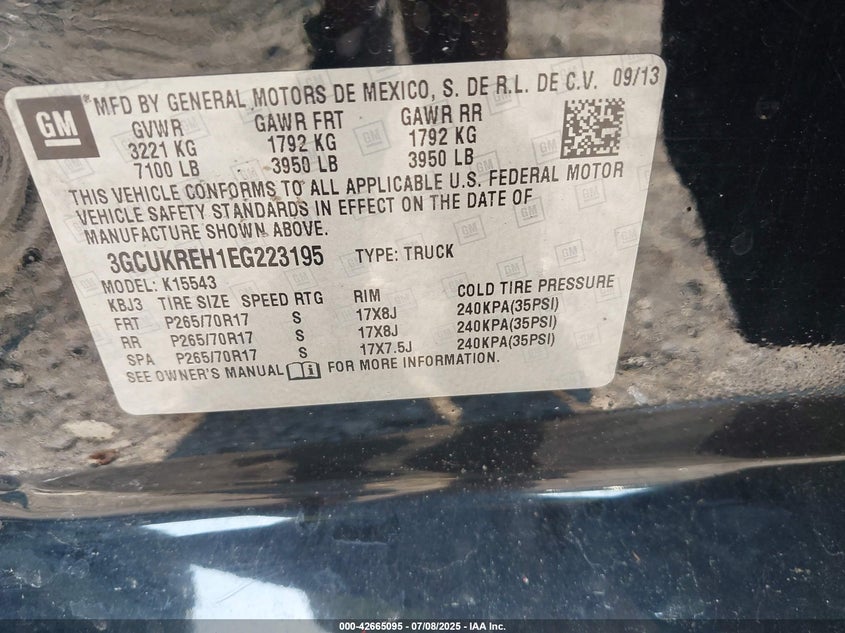 GM
MFD BY GENERAL MOTORS DE MEXICO, S. DE R.L. DE C.V. 09/13
GVWR GAWR FRT GAWR RR
3221 KG 1792 KG 1792 KG
7100 LB 3950 LB 3950 LB
THIS VEHICLE CONFORMS TO ALL APPLICABLE U.S. FEDERAL MOTOR
VEHICLE SAFETY STANDARDS IN EFFECT ON THE DATE OF
MANUFACTURE SHOWN ABOVE.
3GCUKREH1EG223195 TYPE: TRUCK
MODEL: K15543
KBJ3 TIRE SIZE SPEED RTG RIM COLD TIRE PRESSURE
FRT P265/70R17 S 17X8J 240KPA(35PSI)
RR P265/70R17 S 17X8J 240KPA(35PSI)
SPA P265/70R17 S 17X7.5J 240KPA(35PSI)
SEE OWNER'S MANUAL FOR MORE INFORMATION.
000-42665095 / 07/08/2025 - IAA Inc.